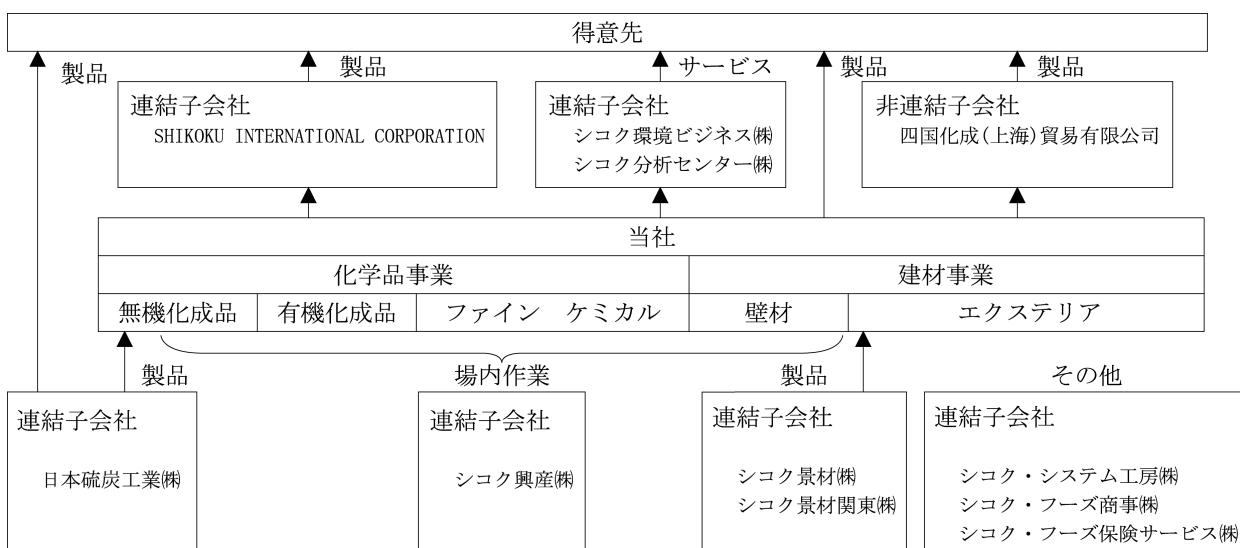 得意先
製品
製品
サービス
製品
製品
連結子会社
SHIKOKU INTERNATIONAL CORPORATION
連結子会社
シコク環境ビジネス㈱
シコク分析センター㈱
非連結子会社
四国化成(上海)貿易有限公司
当社
化学品事業
建材事業
無機化成品
有機化成品
ファイン ケミカル
壁材
エクステリア
製品
場内作業
製品
その他
連結子会社
日本硫炭工業㈱
連結子会社
シコク興産㈱
連結子会社
シコク景材㈱
シコク景材関東㈱
連結子会社
シコク・システム工房㈱
シコク・フーズ商事㈱
シコク・フーズ保険サービス㈱